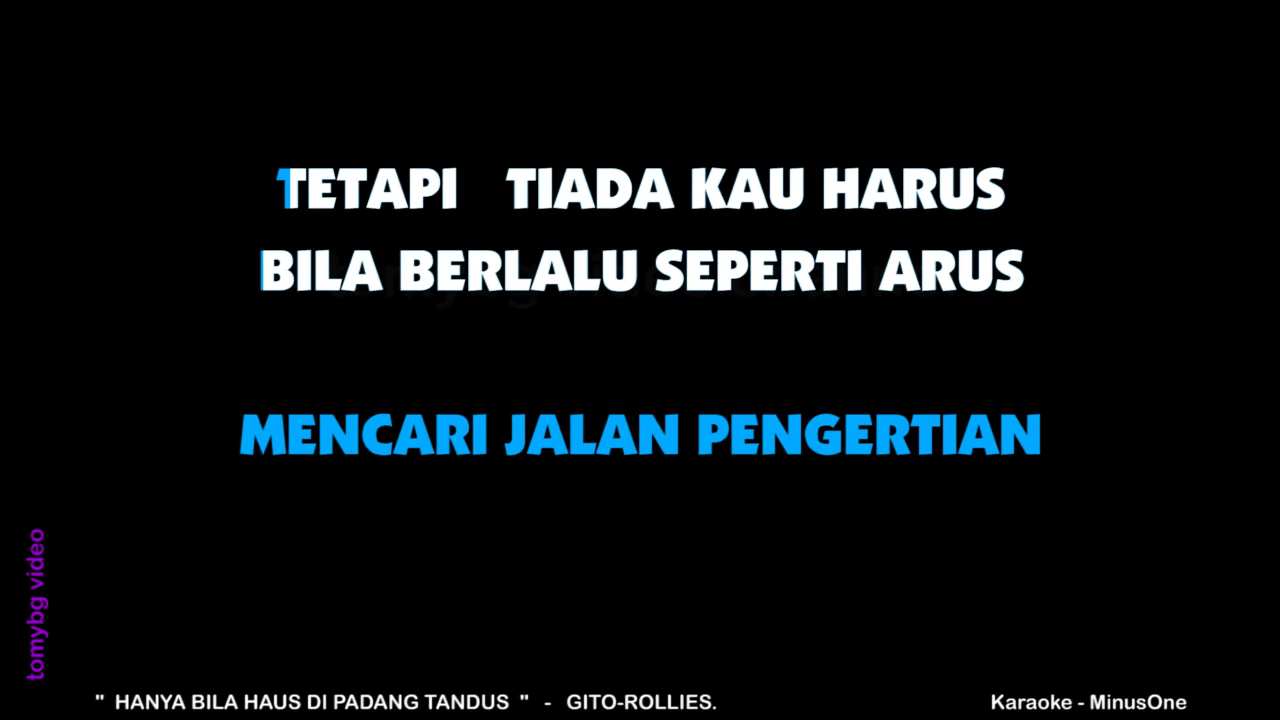 TETAPI TIADA KAU HARUS
BILA BERLALU SEPERTI ARUS
MENCARI JALAN PENGERTIAN
tomybg video
" HANYA BILA HAUS DI PADANG TANDUS " - GITO-ROLLIES.
Karaoke - MinusOne